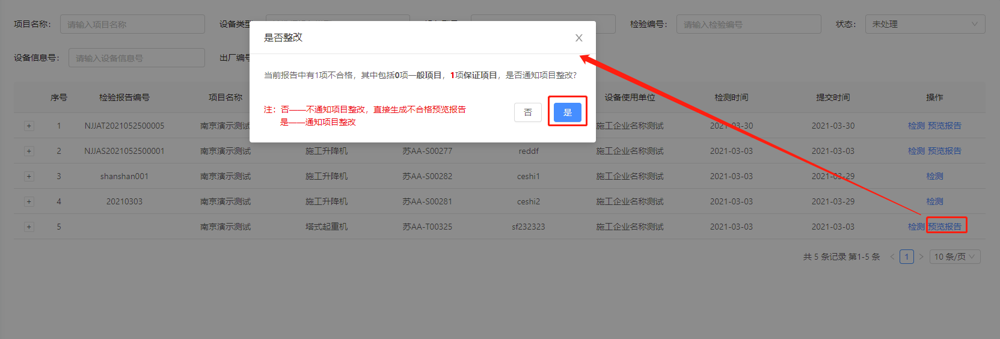 项目名称： 请输入项目名称 设备类型 检验编号： 请输入检验编号 状态： 未处理
设备信息号： 请输入设备信息号 出厂编号
是否整改
当前报告中有1项不合格，其中包括0项一般项目，1项保证项目，是否通知项目整改?
注：否——不通知项目整改，直接生成不合格预览报告
是——通知项目整改
否 是
序号 检验报告编号 项目名称 设备使用单位 检测时间 提交时间 操作
+ 1 NJJAT2021052500005 南京演示测试 施工企业名称测试 2021-03-30 2021-03-30 检测 预览报告
+ 2 NJJAS2021052500001 南京演示测试 施工升降机 苏AA-S00277 reddf 施工企业名称测试 2021-03-03 2021-03-03 检测 预览报告
+ 3 shanshan001 南京演示测试 施工升降机 苏AA-S00282 ceshi1 施工企业名称测试 2021-03-03 2021-03-29 检测
+ 4 20210303 南京演示测试 施工升降机 苏AA-S00281 ceshi2 施工企业名称测试 2021-03-03 2021-03-29 检测
+ 5 南京演示测试 塔式起重机 苏AA-T00325 sf232323 施工企业名称测试 2021-03-03 2021-03-03 检测 预览报告
共 5 条记录 第1-5 条 < 1 > 10 条/页